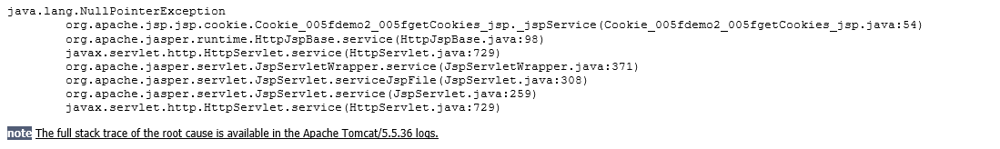 java.lang.NullPointerException
org.apache.jsp.jsp.cookie.Cookie_005fdemo2_005fgetCookies_jsp._jspService(Cookie_005fdemo2_005fgetCookies_jsp.java:54)
org.apache.jasper.runtime.HttpJspBase.service(HttpJspBase.java:98)
javax.servlet.http.HttpServlet.service(HttpServlet.java:729)
org.apache.jasper.servlet.JspServletWrapper.service(JspServletWrapper.java:371)
org.apache.jasper.servlet.JspServlet.serviceJspFile(JspServlet.java:308)
org.apache.jasper.servlet.JspServlet.service(JspServlet.java:259)
javax.servlet.http.HttpServlet.service(HttpServlet.java:729)
note The full stack trace of the root cause is available in the Apache Tomcat/5.5.36 logs.